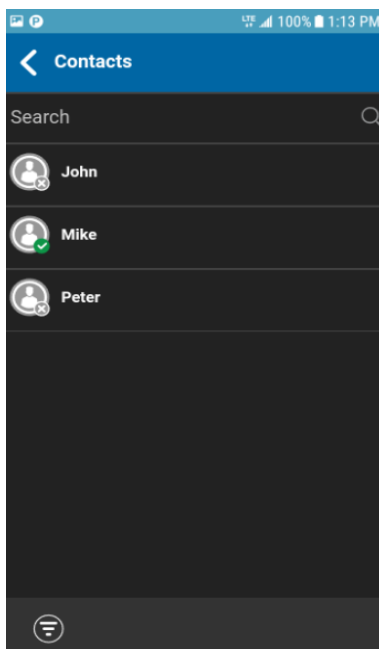 P LTE 100% 1:13 PM
Contacts
Search
John
Mike
Peter